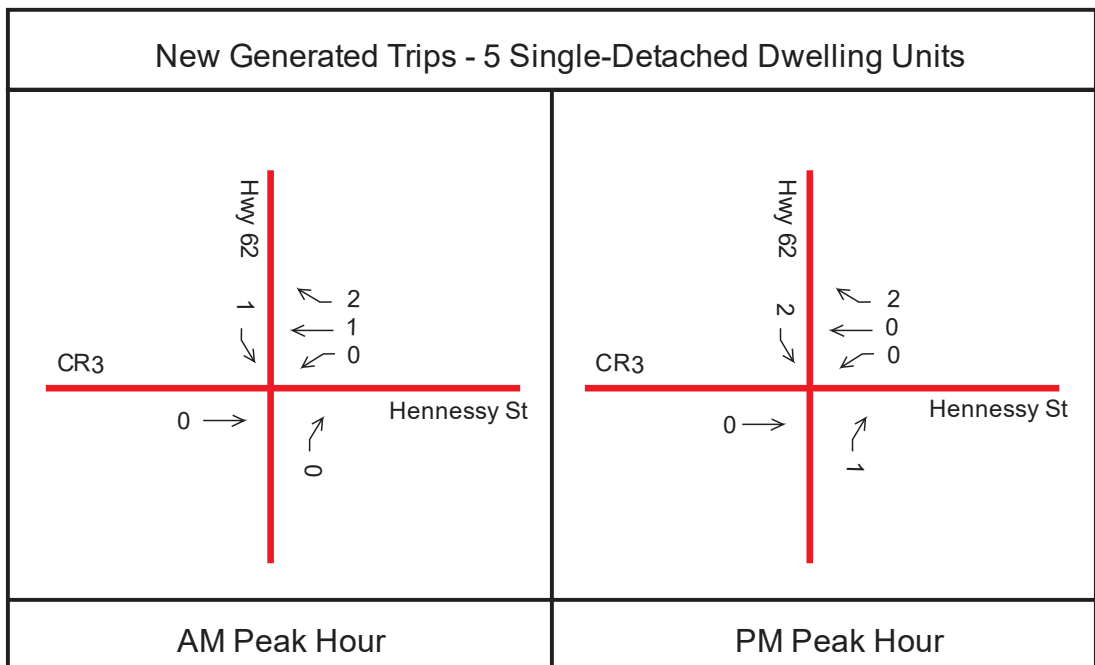 New Generated Trips - 5 Single-Detached Dwelling Units
Hwy 62
1
2
1
0
CR3
Hennessy St
0
0
AM Peak Hour
Hwy 62
2
2
0
0
CR3
Hennessy St
0
1
PM Peak Hour